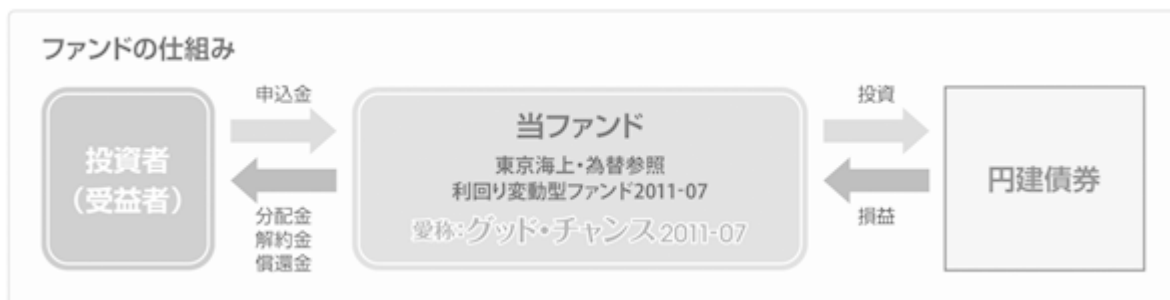 ファンドの仕組み
投資者
（受益者）
申込金
分配金
解約金
償還金
当ファンド
東京海上・為替参照
利回り変動型ファンド2011-07
愛称：グッド・チャンス2011-07
投資
損益
円建債券